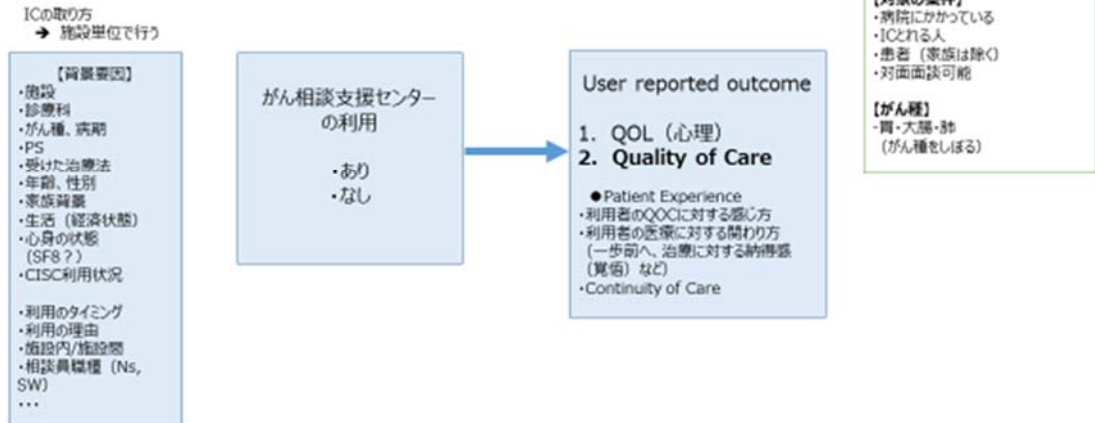 ICの取り方
➔ 施設単位で行う
【背景要因】
・施設
・診療科
・がん種、病期
・PS
・受けた治療法
・年齢、性別
・家族背景
・生活（経済状態）
・心身の状態
（SF8？）
・CISC利用状況
・利用のタイミング
・利用の理由
・施設内/施設間
・相談員職種（Ns,
SW）
･･･
がん相談支援センター
の利用
・あり
・なし
User reported outcome
1. QOL（心理）
2. Quality of Care
●Patient Experience
・利用者のQOCに対する感じ方
・利用者の医療に対する関わり方
（一歩前へ、治療に対する納得感
（覚悟）など）
・Continuity of Care
・病院にかかっている
・ICとれる人
・患者（家族は除く）
・対面面談可能
【がん種】
-胃・大腸・肺
（がん種をしぼる）